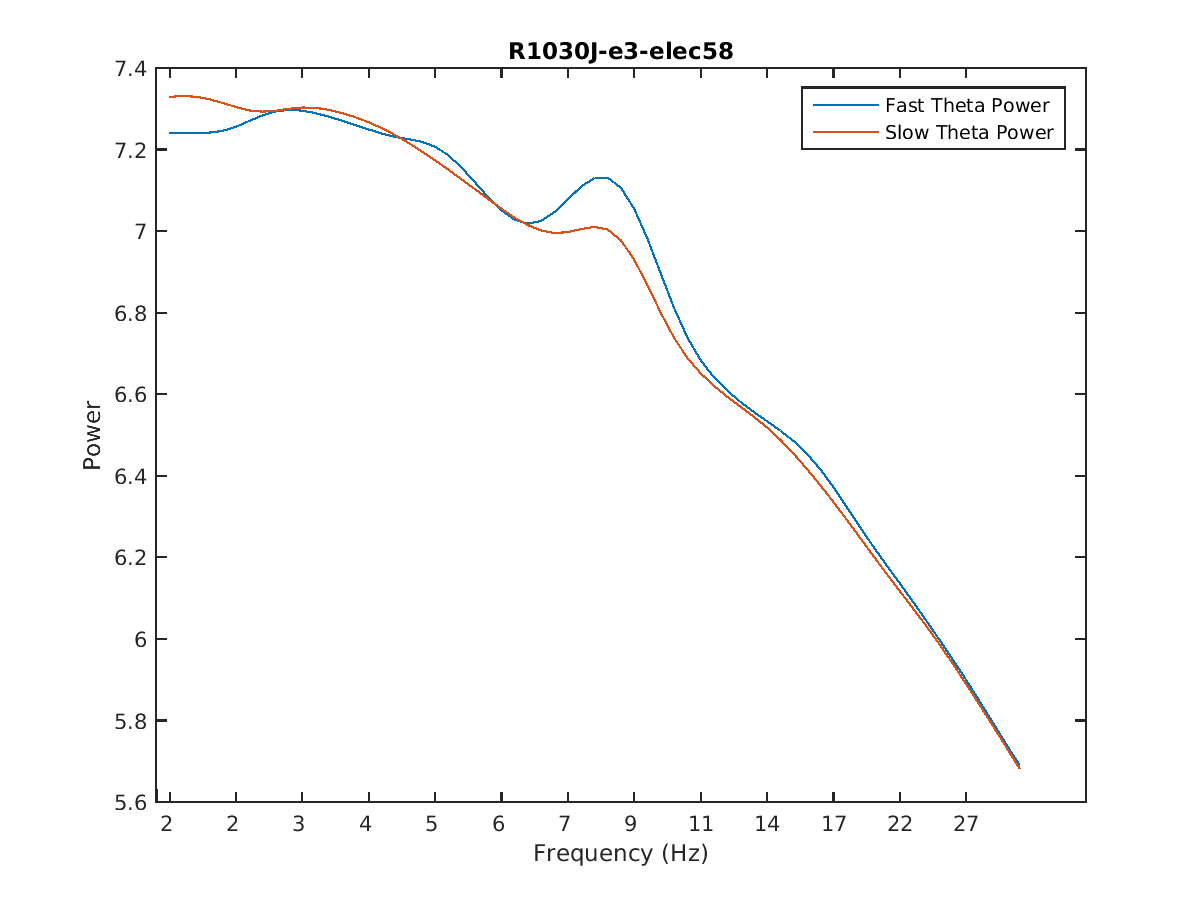 R1030J-e3-elec58
Fast Theta Power
Slow Theta Power
7.4
7.2
7
6.8
6.6
6.4
6.2
6
5.8
5.6
Power
2 2 3 4 5 6 7 9 11 14 17 22 27
Frequency (Hz)